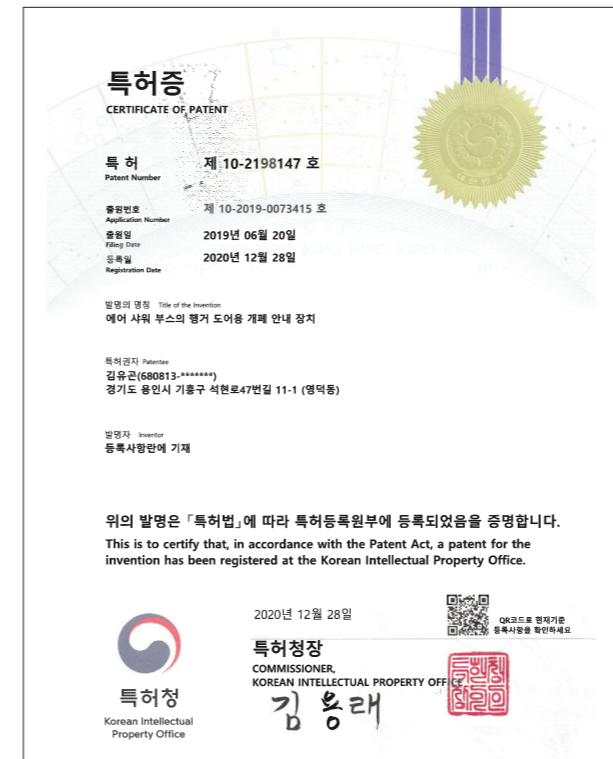 특허증
CERTIFICATE OF PATENT
특 허 제 10-2198147 호
Patent Number
출원번호 제 10-2019-0073415 호
Application Number
출원일 2019년 06월 20일
Filing Date
등록일 2020년 12월 28일
Registration Date
발명의 명칭 Title of the Invention
에어 샤워 부스의 행거 도어용 개폐 안내 장치
특허권자 Patentee
김유곤(680813-*******)
경기도 용인시 기흥구 석현로47번길 11-1 (영덕동)
발명자 Inventor
등록사항란에 기재
위의 발명은 「특허법」에 따라 특허등록원부에 등록되었음을 증명합니다.
This is to certify that, in accordance with the Patent Act, a patent for the
invention has been registered at the Korean Intellectual Property Office.
2020년 12월 28일
QR코드로 현재기준
등록사항을 확인하세요
특허청장
COMMISSIONER,
KOREAN INTELLECTUAL PROPERTY OFFICE
김용래
특허청
Korean Intellectual
Property Office